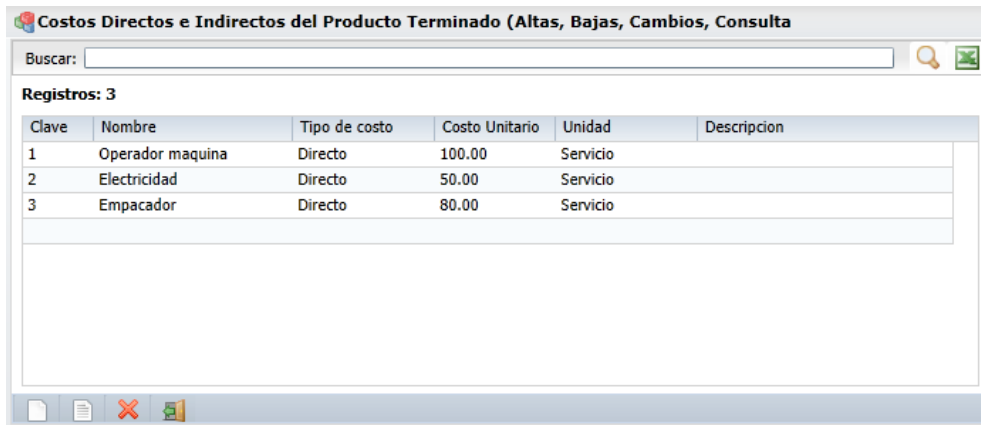 Costos Directos e Indirectos del Producto Terminado (Altas, Bajas, Cambios, Consulta
Buscar:
Registros: 3
Clave Nombre Tipo de costo Costo Unitario Unidad Descripcion
1 Operador maquina Directo 100.00 Servicio
2 Electricidad Directo 50.00 Servicio
3 Empacador Directo 80.00 Servicio